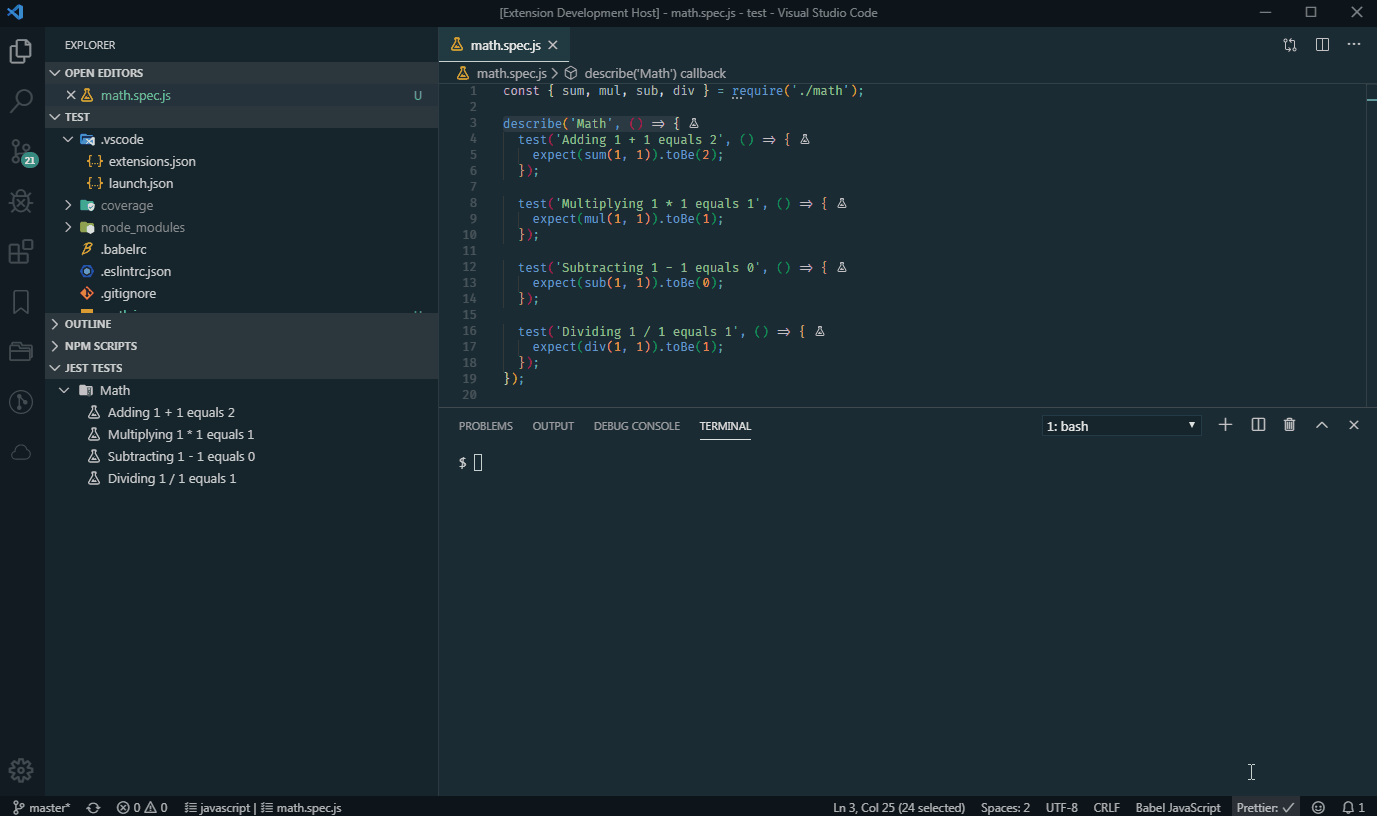 [Extension Development Host] - math.spec.js - test - Visual Studio Code
EXPLORER
OPEN EDITORS
math.spec.js U
TEST
.vscode
{..} extensions.json
{..} launch.json
coverage
node_modules
.babelrc
.eslintrc.json
.gitignore
OUTLINE
NPM SCRIPTS
JEST TESTS
Math
Adding 1 + 1 equals 2
Multiplying 1 * 1 equals 1
Subtracting 1 - 1 equals 0
Dividing 1 / 1 equals 1
21
math.spec.js
math.spec.js > describe('Math') callback
1 const { sum, mul, sub, div } = require('./math');
2
3 describe('Math', () => {
4 test('Adding 1 + 1 equals 2', () => {
5 expect(sum(1, 1)).toBe(2);
6 });
7
8 test('Multiplying 1 * 1 equals 1', () => {
9 expect(mul(1, 1)).toBe(1);
10 });
11
12 test('Subtracting 1 - 1 equals 0', () => {
13 expect(sub(1, 1)).toBe(0);
14 });
15
16 test('Dividing 1 / 1 equals 1', () => {
17 expect(div(1, 1)).toBe(1);
18 });
19 });
20
PROBLEMS OUTPUT DEBUG CONSOLE TERMINAL 1: bash
$
master* 0 0 javascript | math.spec.js Ln 3, Col 25 (24 selected) Spaces: 2 UTF-8 CRLF Babel JavaScript Prettier: ✓ 1